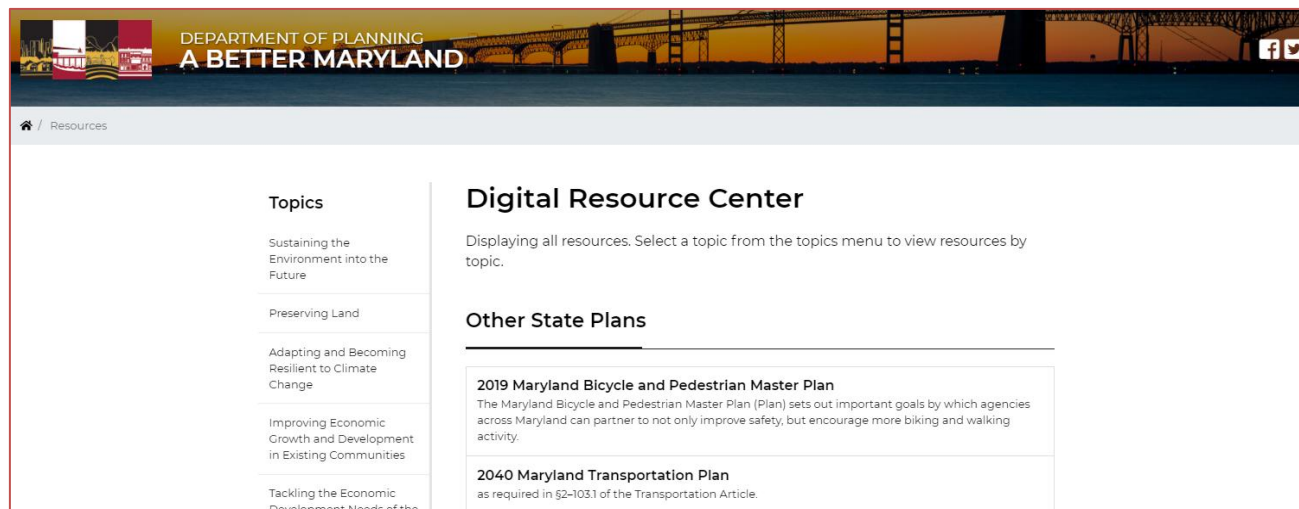 DEPARTMENT OF PLANNING
A BETTER MARYLAND
/ Resources
Topics
Sustaining the
Environment into the
Future
Preserving Land
Adapting and Becoming
Resilient to Climate
Change
Improving Economic
Growth and Development
in Existing Communities
Tackling the Economic
Development Needs of the
Digital Resource Center
Displaying all resources. Select a topic from the topics menu to view resources by
topic.
Other State Plans
2019 Maryland Bicycle and Pedestrian Master Plan
The Maryland Bicycle and Pedestrian Master Plan (Plan) sets out important goals by which agencies
across Maryland can partner to not only improve safety, but encourage more biking and walking
activity.
2040 Maryland Transportation Plan
as required in §2–103.1 of the Transportation Article.